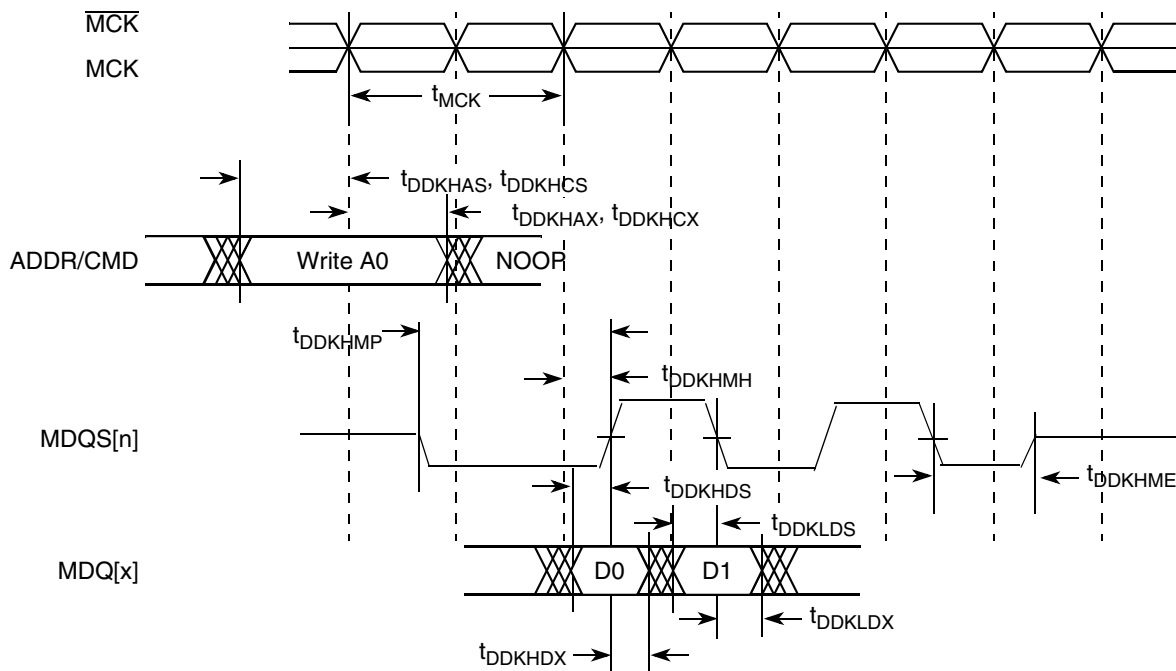 MCK
MCK
tMCK
tDDKHAS, tDDKHCS
tDDKHAX, tDDKHCX
ADDR/CMD Write A0 NOOP
tDDKHMP
tDDKHMH
MDQS[n]
tDDKHDS tDDKHME
tDDKLDS
MDQ[x] D0 D1
tDDKLDX
tDDKHDX